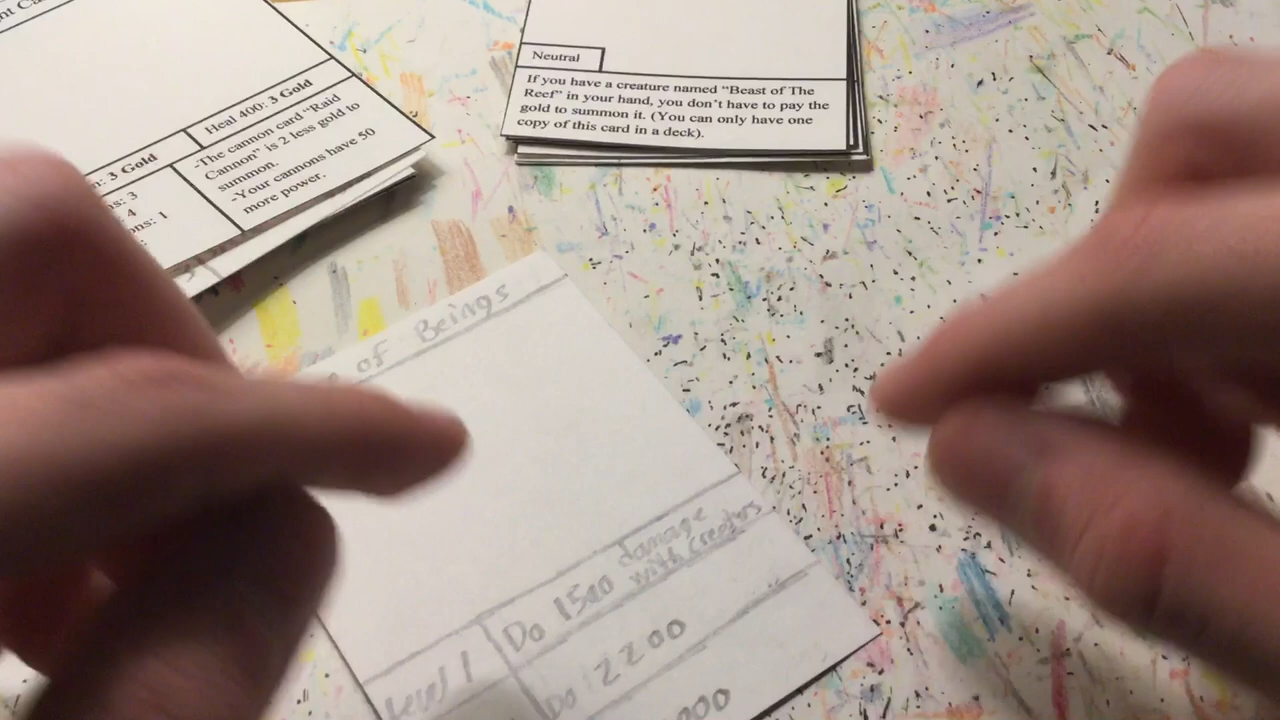 Heal 400: 3 Gold
3 Gold
-The cannon card “Raid
Cannon” is 2 less gold to
summon.
-Your cannons have 50
more power.
: 3
: 4
: 1
Neutral
If you have a creature named “Beast of The
Reef” in your hand, you don’t have to pay the
gold to summon it. (You can only have one
copy of this card in a deck).
of Beings
Level 1
Do 1500 damage
with Creators
Do 2200
000